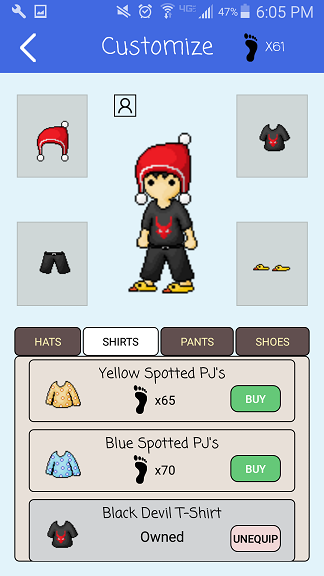 4G 47% 6:05 PM
Customize X61
HATS SHIRTS PANTS SHOES
Yellow Spotted PJ's
x65 BUY
Blue Spotted PJ's
x70 BUY
Black Devil T-Shirt
Owned UNEQUIP